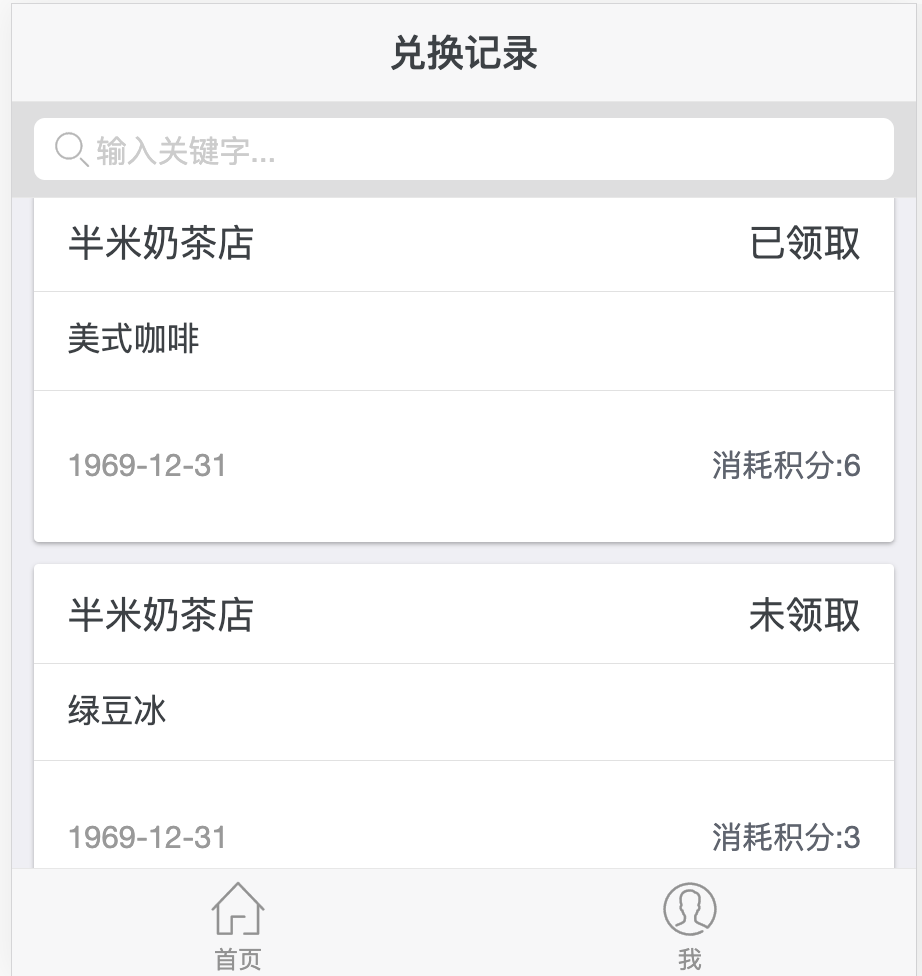 兑换记录
输入关键字...
半米奶茶店 已领取
美式咖啡
1969-12-31 消耗积分:6
半米奶茶店 未领取
绿豆冰
1969-12-31 消耗积分:3
首页 我